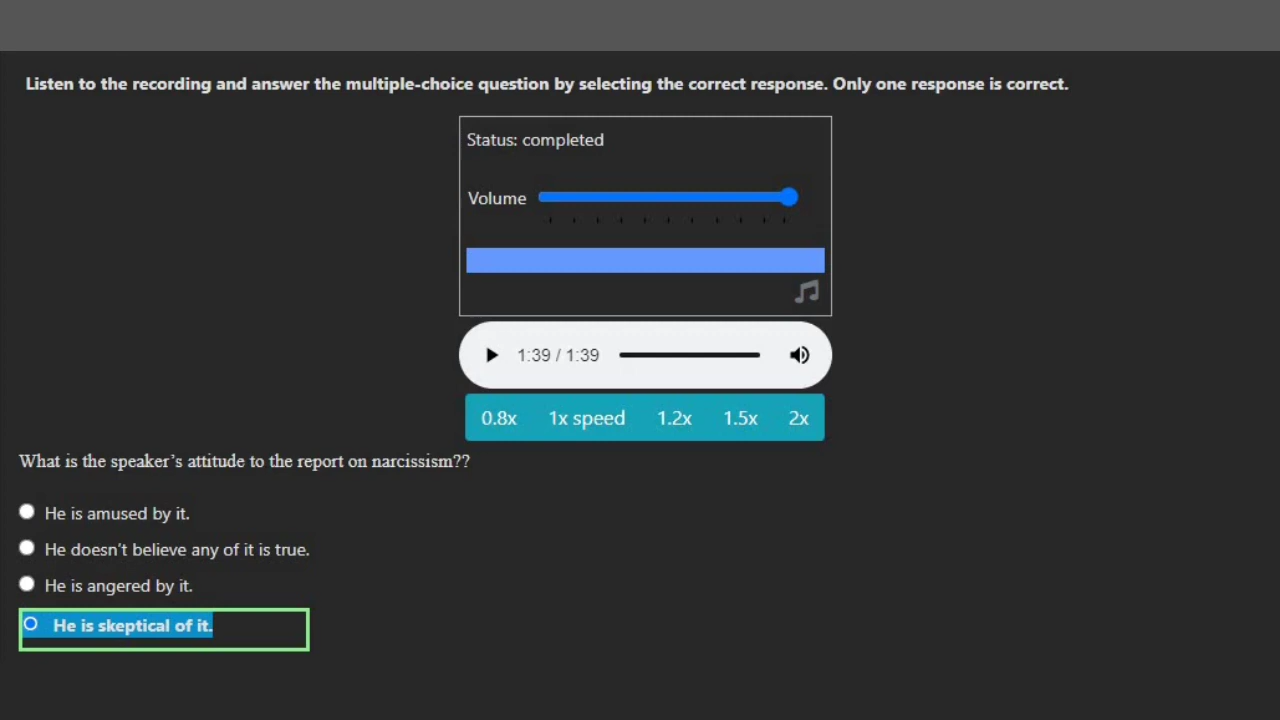 Listen to the recording and answer the multiple-choice question by selecting the correct response. Only one response is correct.
Status: completed
Volume
1:39 / 1:39
0.8x 1x speed 1.2x 1.5x 2x
What is the speaker’s attitude to the report on narcissism??
He is amused by it.
He doesn’t believe any of it is true.
He is angered by it.
He is skeptical of it.